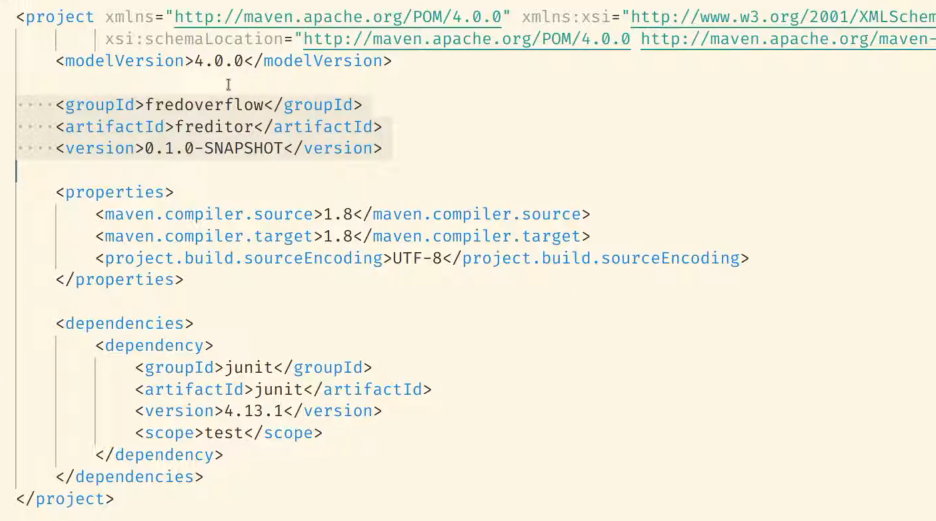 <project xmlns="http://maven.apache.org/POM/4.0.0" xmlns:xsi="http://www.w3.org/2001/XMLSchem
xsi:schemaLocation="http://maven.apache.org/POM/4.0.0 http://maven.apache.org/maven-
<modelVersion>4.0.0</modelVersion>
<groupId>fredoverflow</groupId>
<artifactId>freditor</artifactId>
<version>0.1.0-SNAPSHOT</version>
<properties>
<maven.compiler.source>1.8</maven.compiler.source>
<maven.compiler.target>1.8</maven.compiler.target>
<project.build.sourceEncoding>UTF-8</project.build.sourceEncoding>
</properties>
<dependencies>
<dependency>
<groupId>junit</groupId>
<artifactId>junit</artifactId>
<version>4.13.1</version>
<scope>test</scope>
</dependency>
</dependencies>
</project>